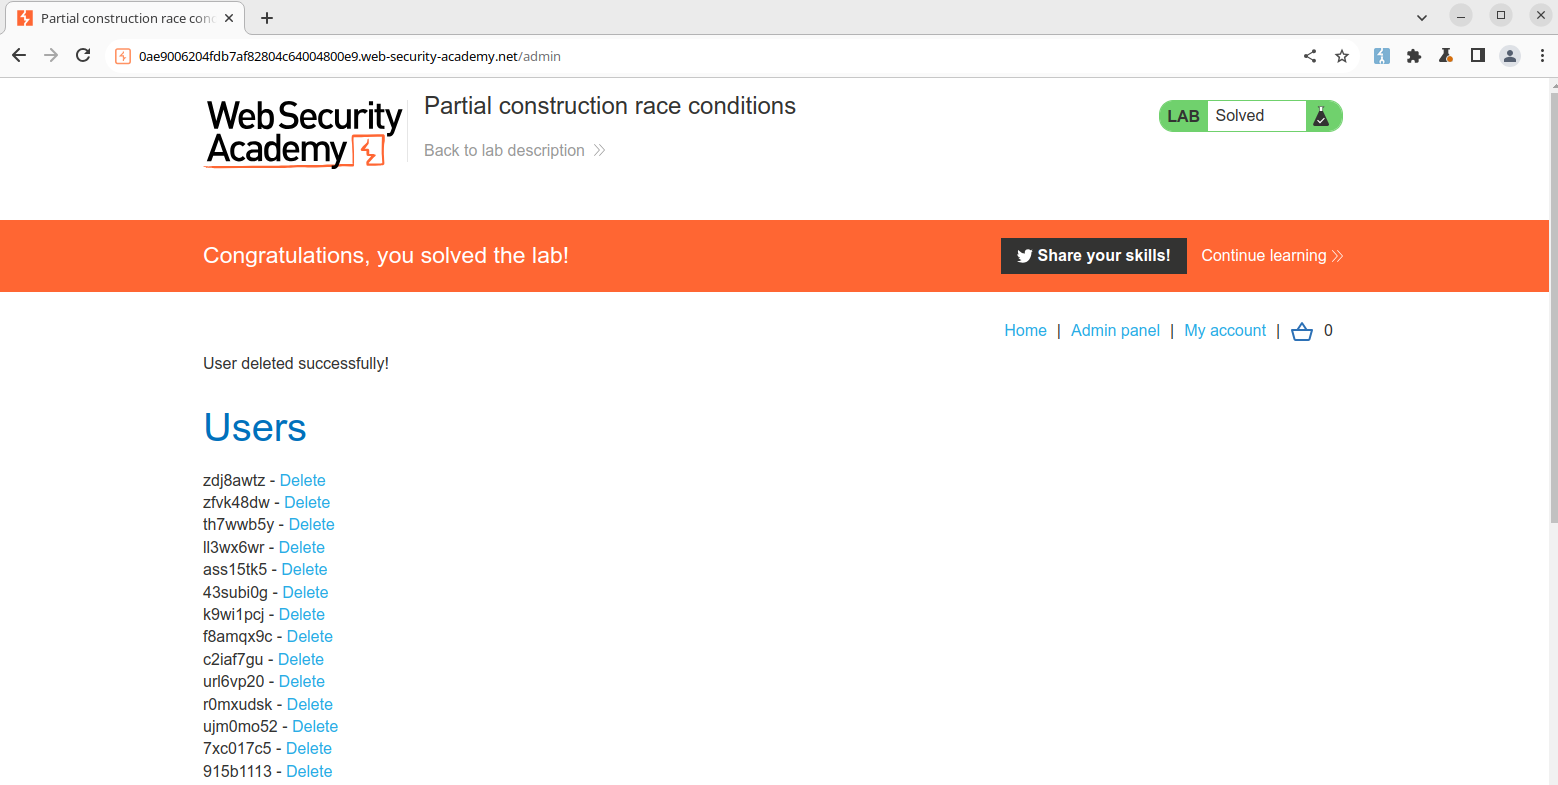 Partial construction race con
0ae9006204fdb7af82804c64004800e9.web-security-academy.net/admin
Web Security
Academy
Partial construction race conditions
Back to lab description
LAB Solved
Congratulations, you solved the lab!
Share your skills!
Continue learning
Home | Admin panel | My account | 0
User deleted successfully!
Users
zdj8awtz - Delete
zfvk48dw - Delete
th7wwb5y - Delete
ll3wx6wr - Delete
ass15tk5 - Delete
43subi0g - Delete
k9wi1pcj - Delete
f8amqx9c - Delete
c2iaf7gu - Delete
url6vp20 - Delete
r0mxudsk - Delete
ujm0mo52 - Delete
7xc017c5 - Delete
915b1113 - Delete